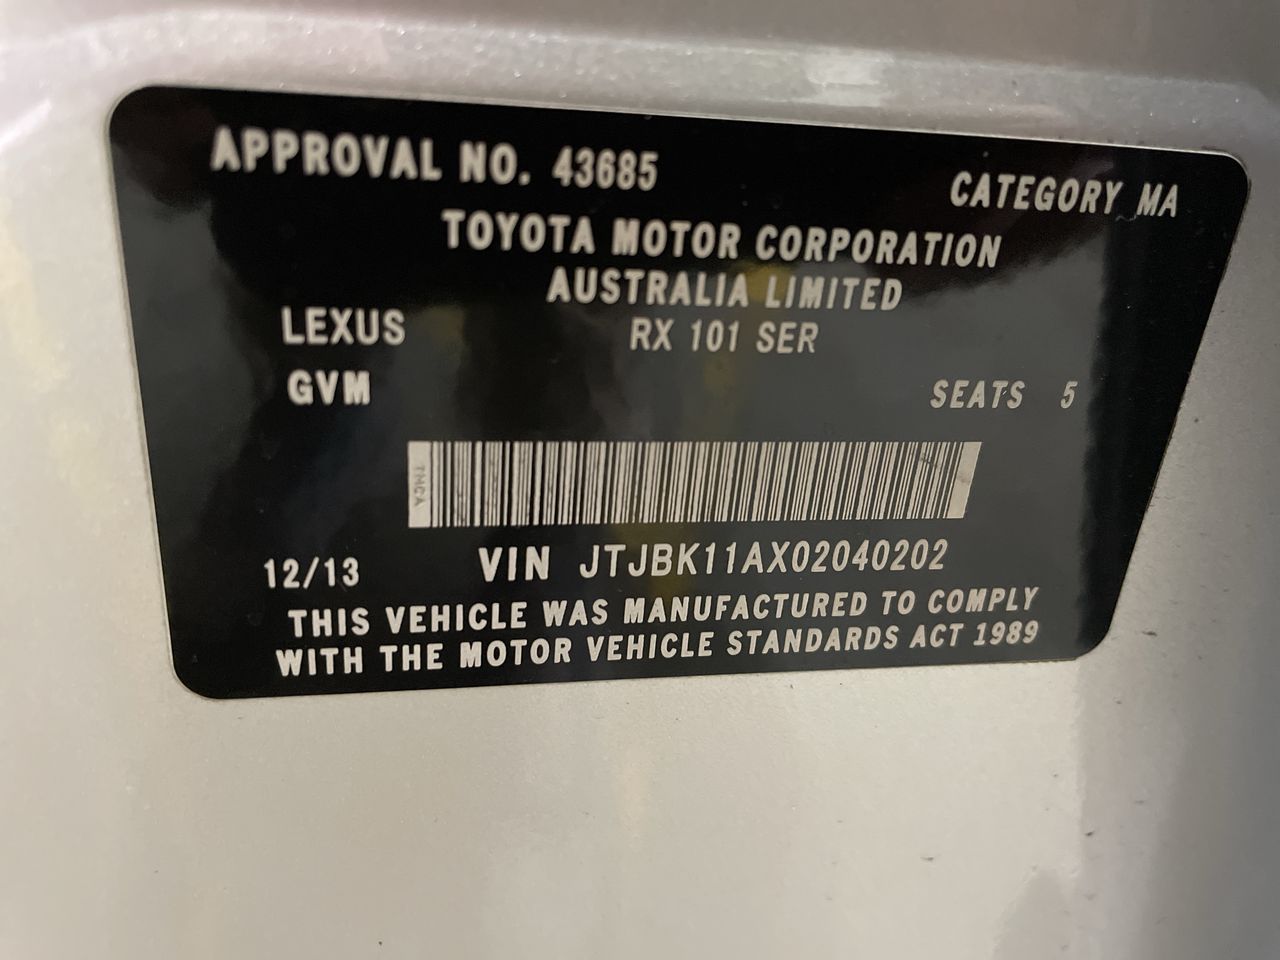 APPROVAL NO. 43685
CATEGORY MA
TOYOTA MOTOR CORPORATION
AUSTRALIA LIMITED
LEXUS RX 101 SER
GVM SEATS 5
TMCA
12/13 VIN JTJBK11AX02040202
THIS VEHICLE WAS MANUFACTURED TO COMPLY
WITH THE MOTOR VEHICLE STANDARDS ACT 1989